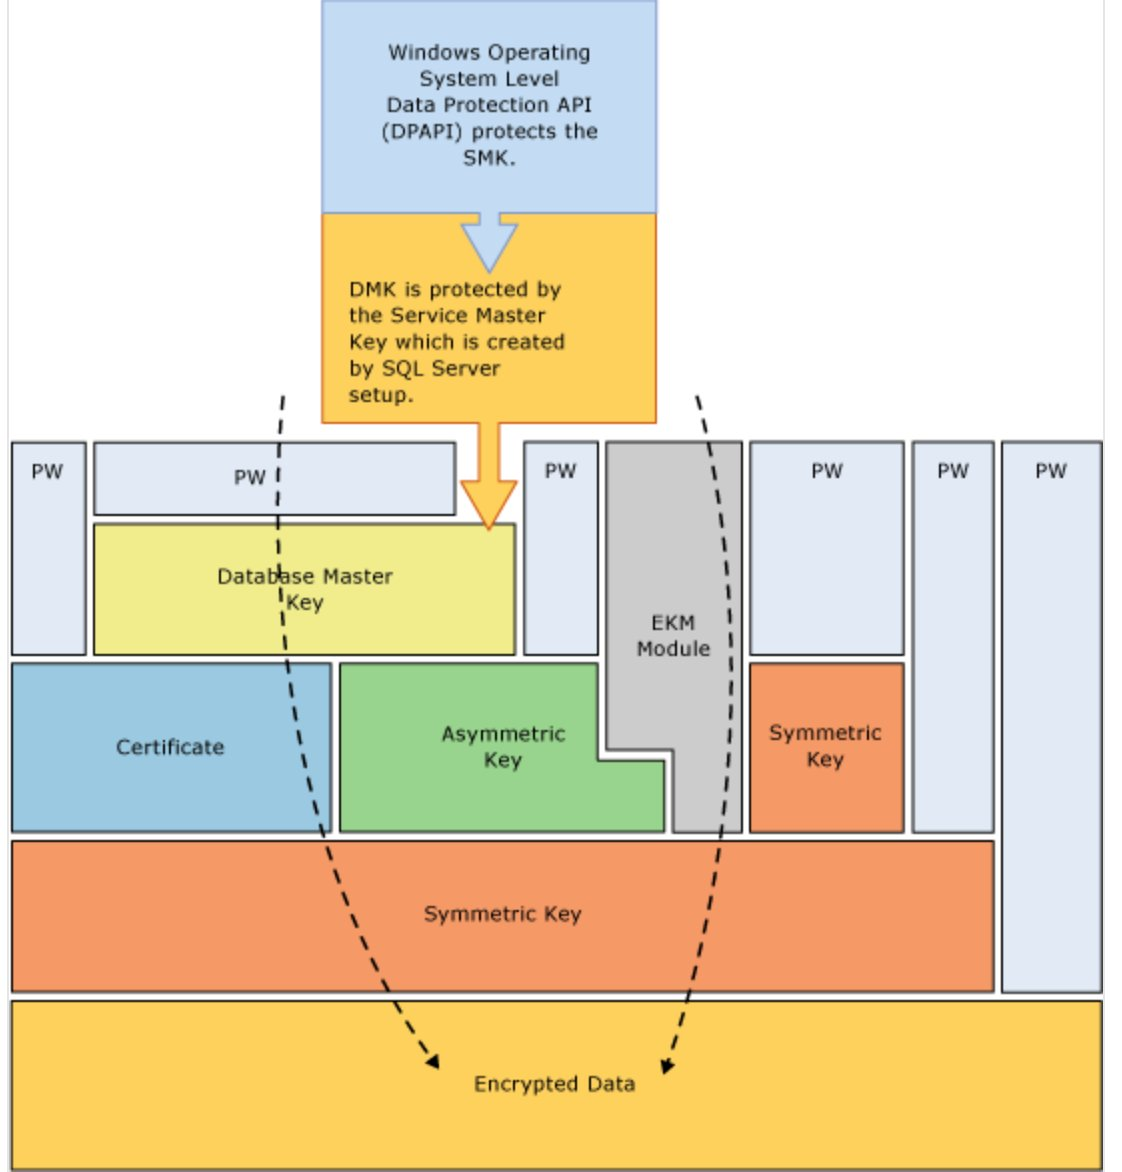 Windows Operating
System Level
Data Protection API
(DPAPI) protects the
SMK.
DMK is protected by
the Service Master
Key which is created
by SQL Server
setup.
PW
PW
PW
PW
PW
PW
Database Master
Key
EKM
Module
Certificate
Asymmetric
Key
Symmetric
Key
Symmetric Key
Encrypted Data